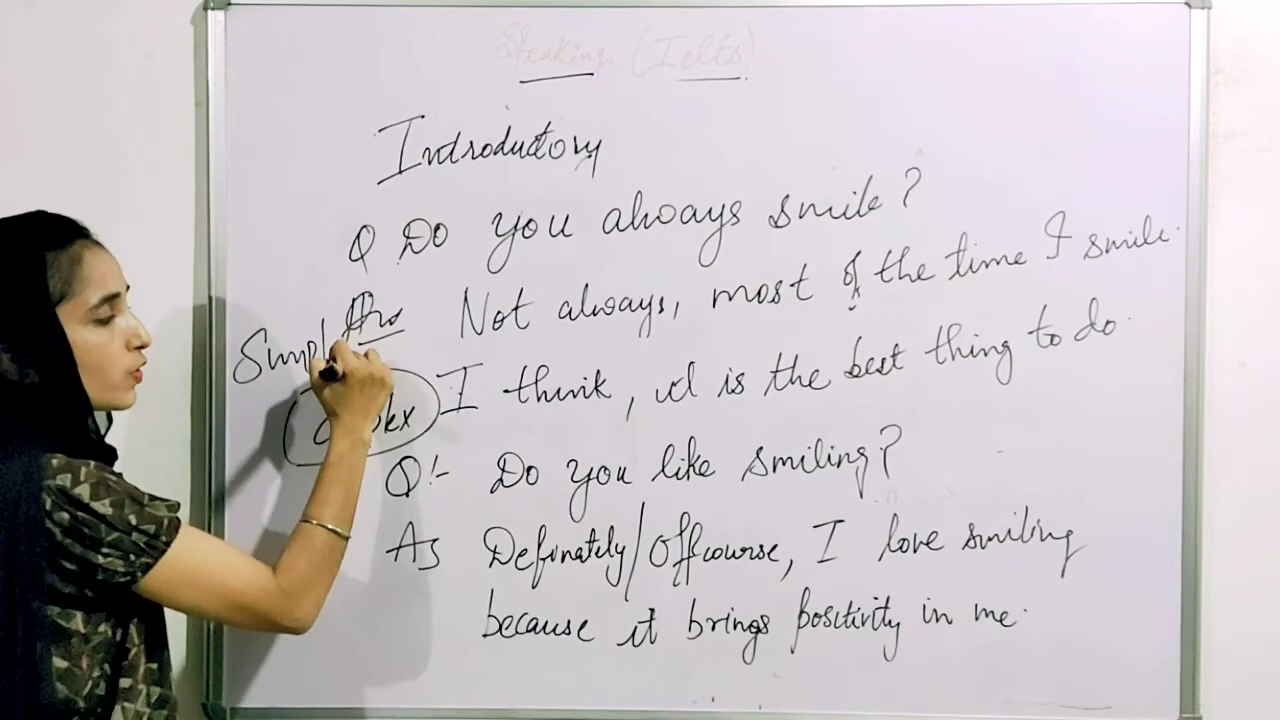 Speaking (Ielts)
Introductory
Q Do you always smile?
Ans Not always, most of the time I smile.
I think, it is the best thing to do.
Q:- Do you like smiling?
As Definately/Offcourse, I love smiling
because it brings positivity in me.